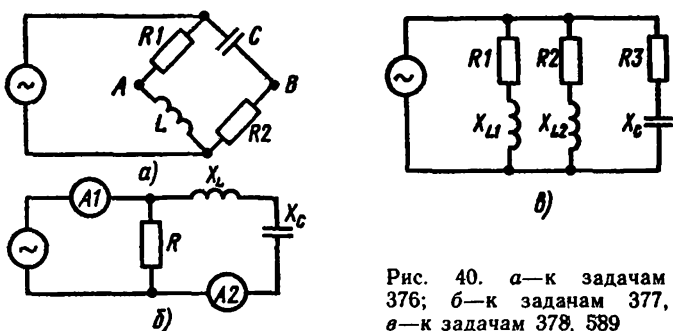 R1
C
A
B
L
R2
~
а)
A1
X_L
X_C
R
~
A2
б)
R1
R2
R3
~
X_L1
X_L2
X_C
в)
Рис. 40. а—к задачам
376; б—к заданам 377,
в—к задачам 378, 589